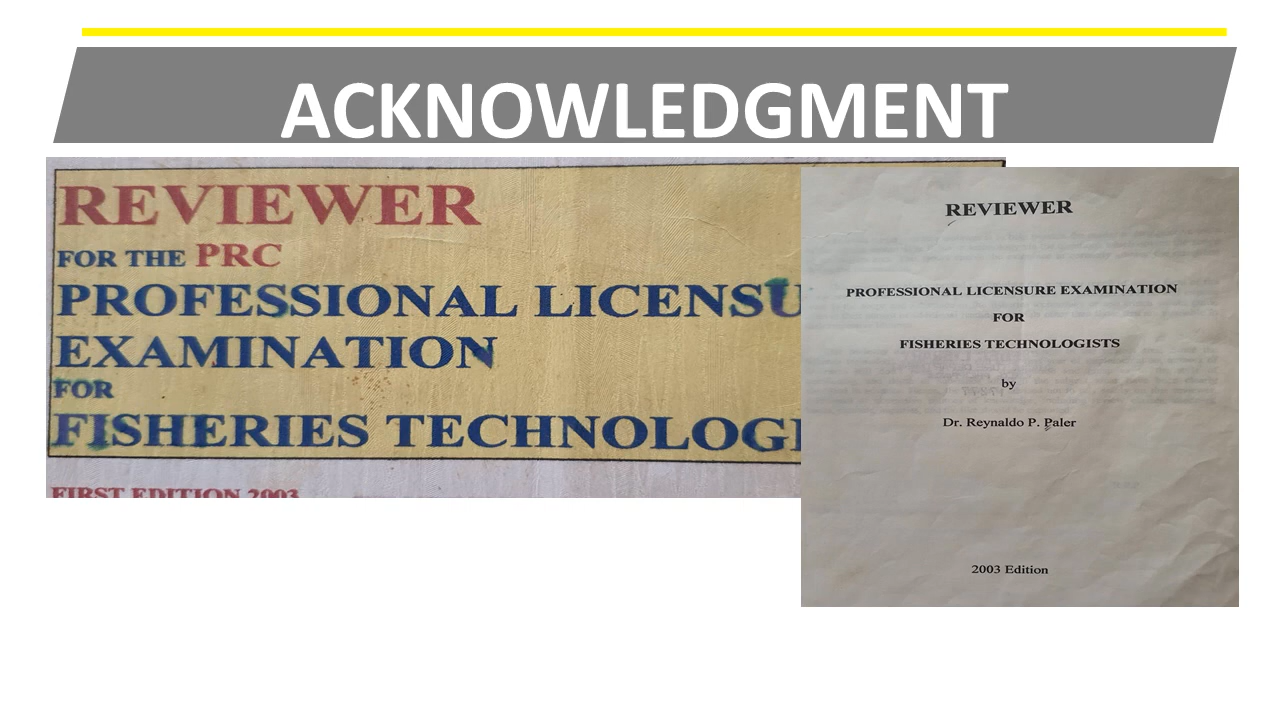 ACKNOWLEDGMENT
REVIEWER
FOR THE PRC
PROFESSIONAL LICENSU
EXAMINATION
FOR
FISHERIES TECHNOLOGI
FIRST EDITION 2003
REVIEWER
PROFESSIONAL LICENSURE EXAMINATION
FOR
FISHERIES TECHNOLOGISTS
by
Dr. Reynaldo P. Paler
2003 Edition